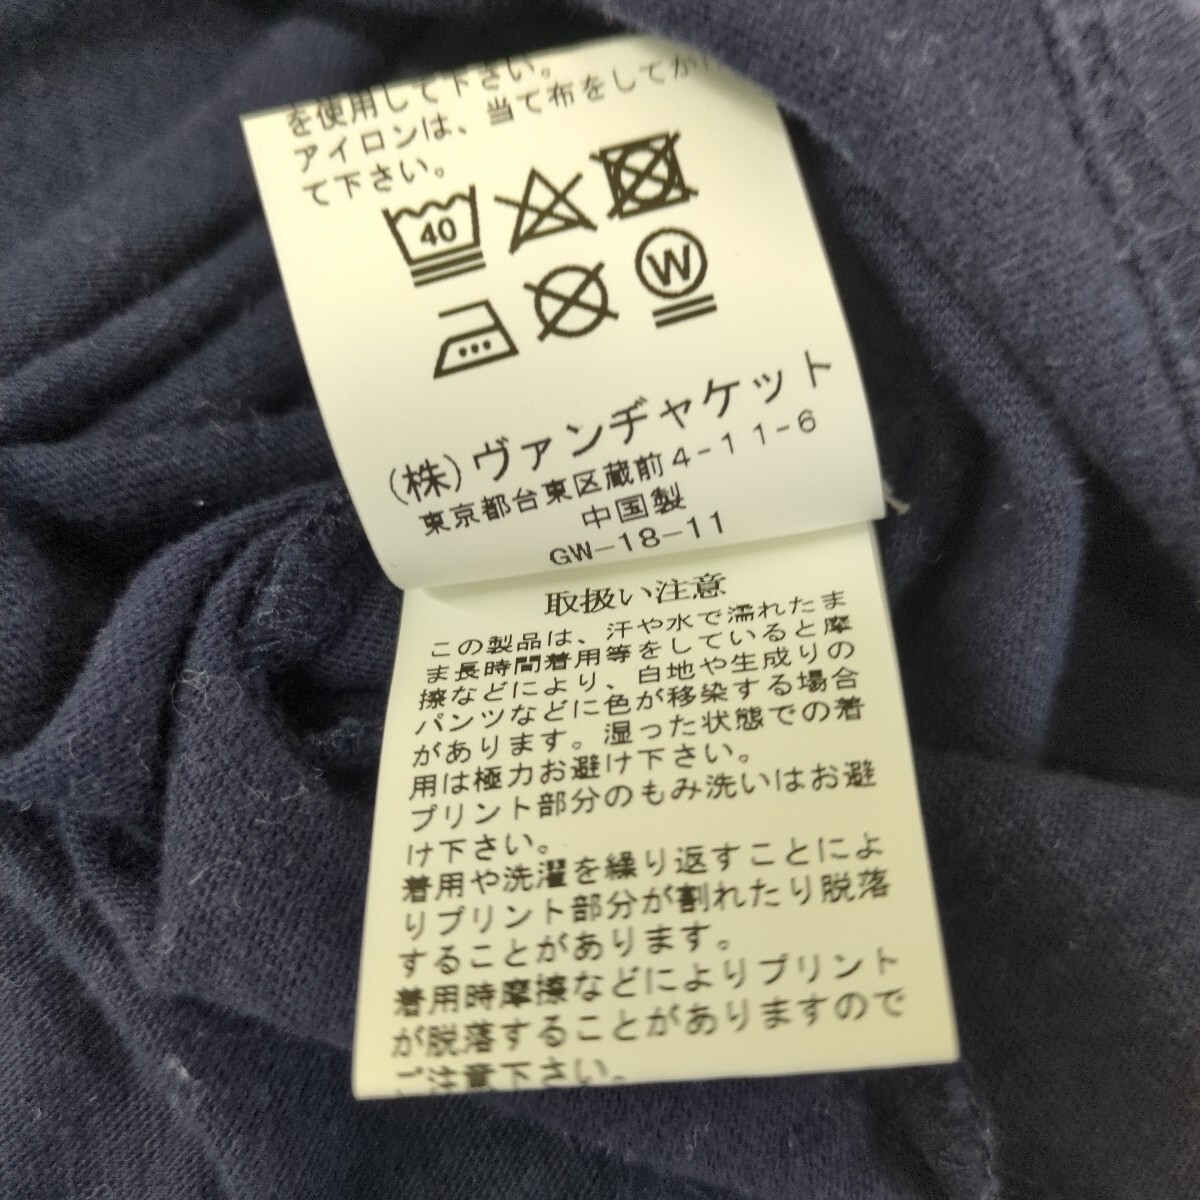 を使用して下さい。
アイロンは、当て布をしてか
て下さい。
40
W
(株)ヴァンヂャケット
東京都台東区蔵前4-11-6
中国製
GW-18-11
取扱い注意
この製品は、汗や水で濡れたま
ま長時間着用等をしていると摩
擦などにより、白地や生成りの
パンツなどに色が移染する場合
があります。湿った状態での着
用は極力お避け下さい。
プリント部分のもみ洗いはお避
け下さい。
着用や洗濯を繰り返すことによ
りプリント部分が割れたり脱落
することがあります。
着用時摩擦などによりプリント
が脱落することがありますので
ご注意下さい。